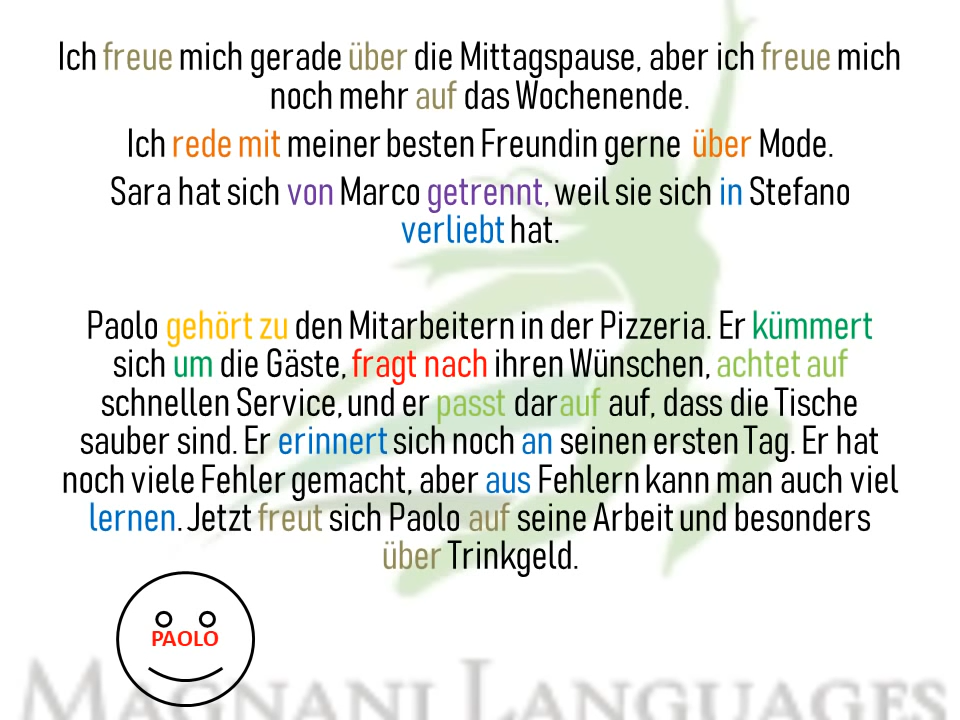 Ich freue mich gerade über die Mittagspause, aber ich freue mich
noch mehr auf das Wochenende.
Ich rede mit meiner besten Freundin gerne über Mode.
Sara hat sich von Marco getrennt, weil sie sich in Stefano
verliebt hat.
Paolo gehört zu den Mitarbeitern in der Pizzeria. Er kümmert
sich um die Gäste, fragt nach ihren Wünschen, achtet auf
schnellen Service, und er passt darauf auf, dass die Tische
sauber sind. Er erinnert sich noch an seinen ersten Tag. Er hat
noch viele Fehler gemacht, aber aus Fehlern kann man auch viel
lernen. Jetzt freut sich Paolo auf seine Arbeit und besonders
über Trinkgeld.
PAOLO
MAGNANI LANGUAGES